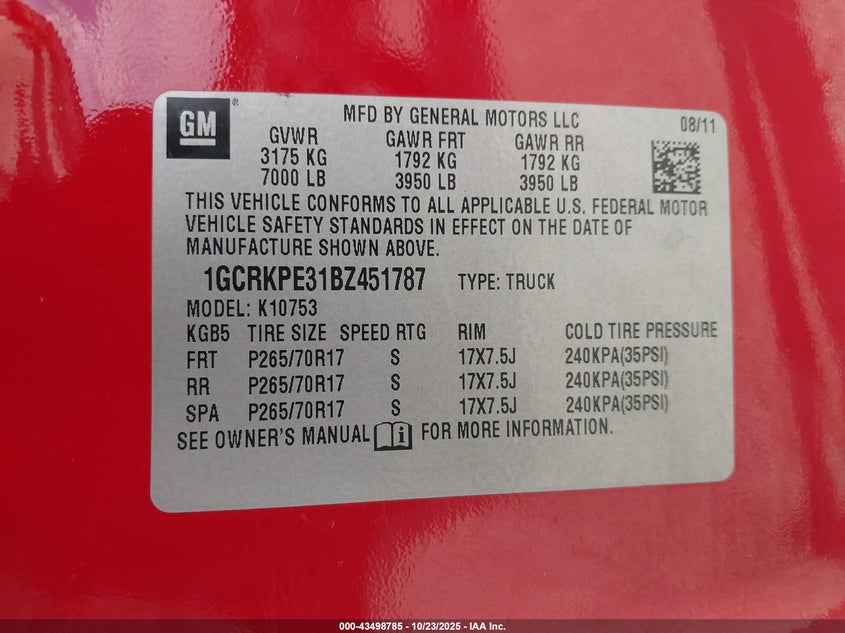 GM®
MFD BY GENERAL MOTORS LLC
08/11
GVWR GAWR FRT GAWR RR
3175 KG 1792 KG 1792 KG
7000 LB 3950 LB 3950 LB
THIS VEHICLE CONFORMS TO ALL APPLICABLE U.S. FEDERAL MOTOR
VEHICLE SAFETY STANDARDS IN EFFECT ON THE DATE OF
MANUFACTURE SHOWN ABOVE.
1GCRKPE31BZ451787 TYPE: TRUCK
MODEL: K10753
KGB5 TIRE SIZE SPEED RTG RIM COLD TIRE PRESSURE
FRT P265/70R17 S 17X7.5J 240KPA(35PSI)
RR P265/70R17 S 17X7.5J 240KPA(35PSI)
SPA P265/70R17 S 17X7.5J 240KPA(35PSI)
SEE OWNER'S MANUAL i FOR MORE INFORMATION.
000-43498785 - 10/23/2025 - IAA Inc.